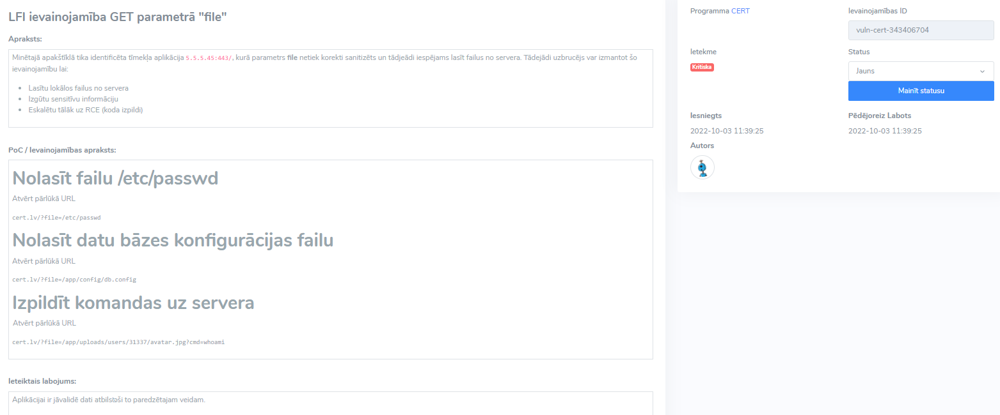 LFI ievainojamība GET parametrā "file"
Apraksts:
Minētajā apakštīklā tika identificēta tīmekļa aplikācija 5.5.5.45:443/, kurā parametrs file netiek korekti sanitizēts un tādjeādi iespējams lasīt failus no servera. Tādejādi uzbrucējs var izmantot šo
ievainojamību lai:
Lasītu lokālos failus no servera
Izgūtu sensitīvu informāciju
Eskalētu tālāk uz RCE (koda izpildi)
PoC / Ievainojamības apraksts:
Nolasīt failu /etc/passwd
Atvērt pārlūkā URL
cert.lv/?file=/etc/passwd
Nolasīt datu bāzes konfigurācijas failu
Atvērt pārlūkā URL
cert.lv/?file=/app/config/db.config
Izpildīt komandas uz servera
Atvērt pārlūkā URL
cert.lv/?file=/app/uploads/users/31337/avatar.jpg?cmd=whoami
Ieteiktais labojums:
Aplikācijai ir jāvalidē dati atbilstoši to paredzētajam veidam.
Programma CERT
Ievainojamības ID
vuln-cert-343406704
Ietekme
Kritiska
Status
Jauns
Mainīt statusu
Iesniegts
2022-10-03 11:39:25
Pēdējoreiz Labots
2022-10-03 11:39:25
Autors